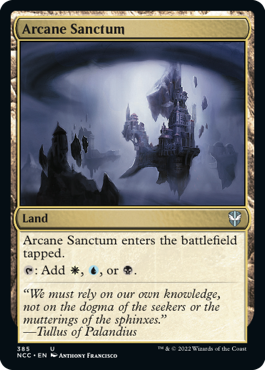 Arcane Sanctum
Land
Arcane Sanctum enters the battlefield
tapped.
: Add , , or .
“We must rely on our own knowledge,
not on the dogma of the seekers or the
mutterings of the sphinxes.”
—Tullus of Palandius
385 U
NCC • EN Anthony Francisco
™ & © 2022 Wizards of the Coast